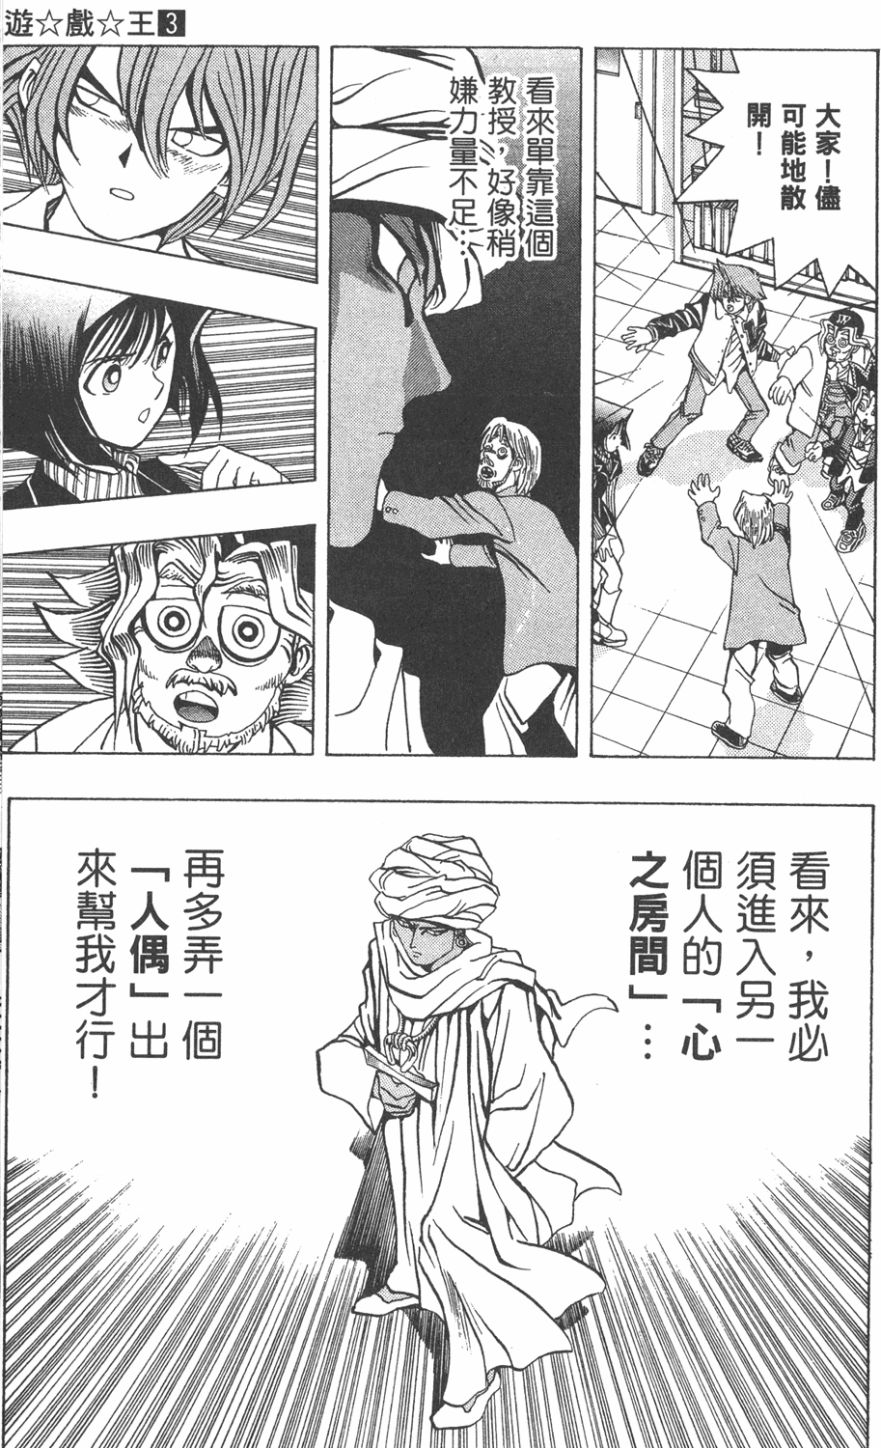 遊☆戲☆王3
大家！儘
可能地散
開！
看來單靠這個
教授，好像稍
嫌力量不足…
看來，我必
須進入另一
個人的「心
之房間」…
再多弄一個
「人偶」出
來幫我才行！